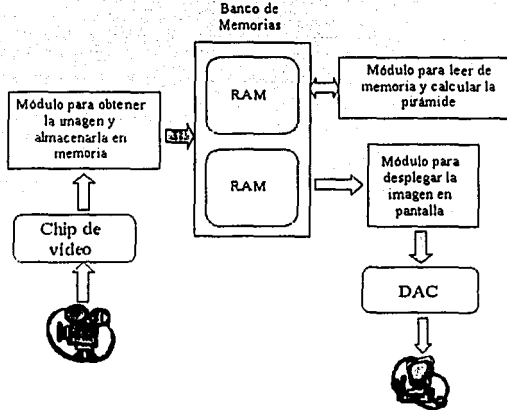 Banco de
Memorias
RAM
RAM
Módulo para obtener
la imagen y
almacenarla en
memoria
Chip de
video
Módulo para leer de
memoria y calcular la
pirámide
Módulo para
desplegar la
imagen en
pantalla
DAC